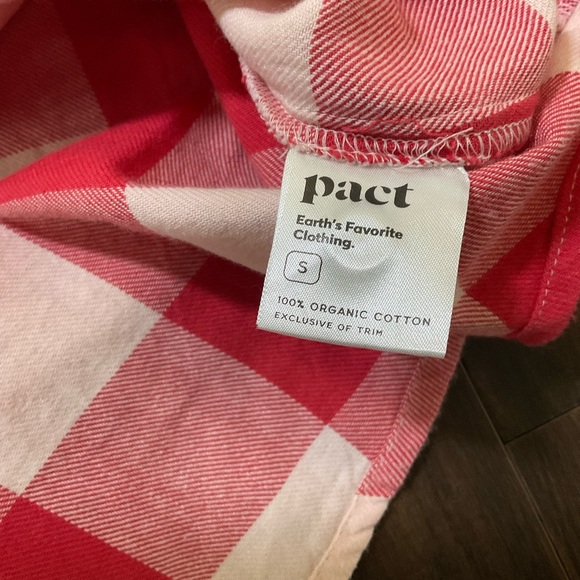 pact
Earth's Favorite
Clothing.
S
100% ORGANIC COTTON
EXCLUSIVE OF TRIM